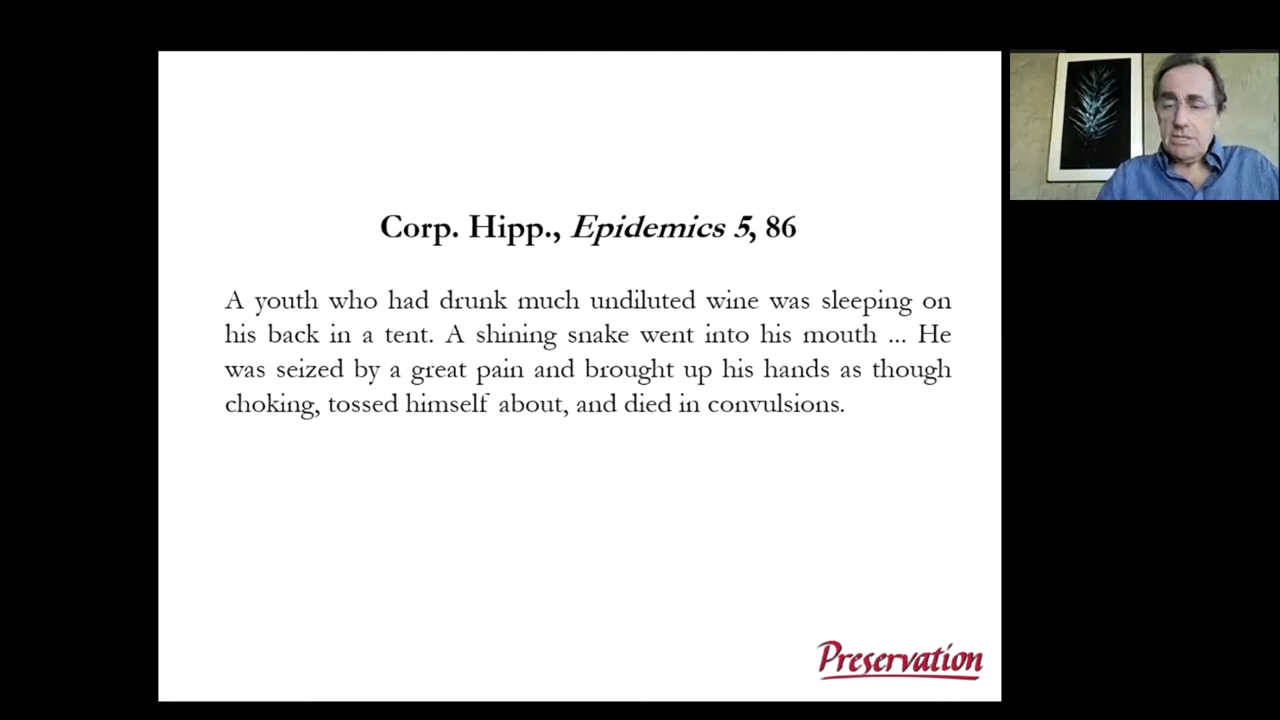 Corp. Hipp., Epidemics 5, 86
A youth who had drunk much undiluted wine was sleeping on
his back in a tent. A shining snake went into his mouth ... He
was seized by a great pain and brought up his hands as though
choking, tossed himself about, and died in convulsions.
Preservation